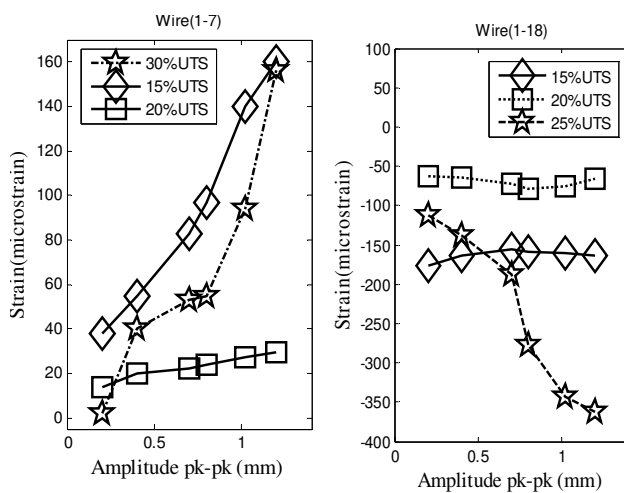 Wire(1-7)
160
140
120
100
80
60
40
20
0
30%UTS
15%UTS
20%UTS
Strain(microstrain)
0
0.5
1
Amplitude pk-pk (mm)
Wire(1-18)
100
50
0
-50
-100
-150
-200
-250
-300
-350
-400
15%UTS
20%UTS
25%UTS
Strain(microstrain)
0
0.5
1
Amplitude pk-pk (mm)